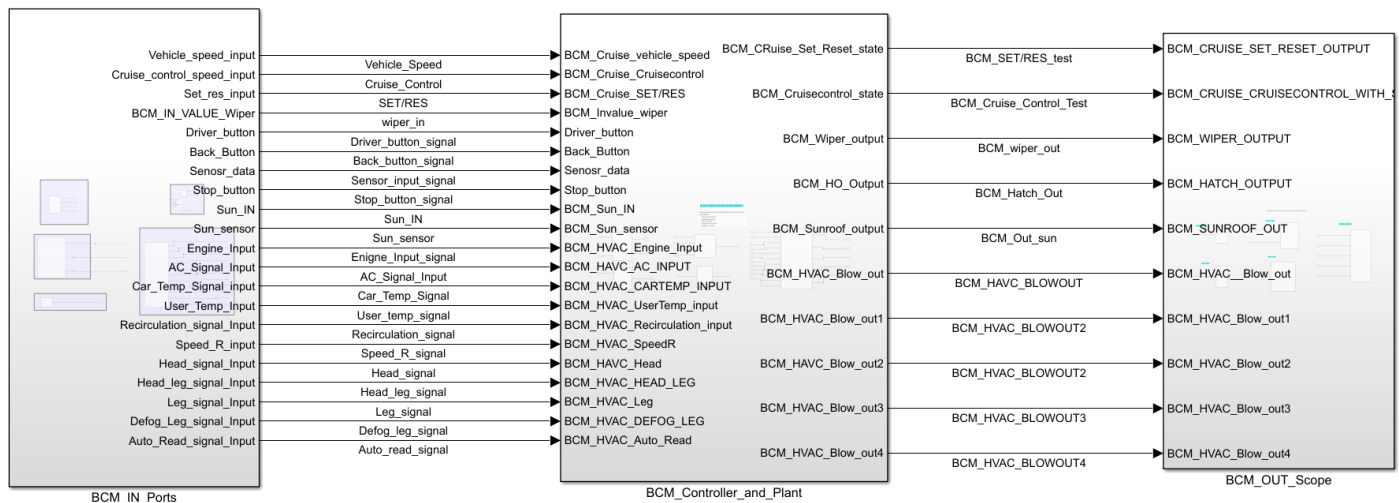 Vehicle_speed_input
Cruise_control_speed_input
Set_res_input
BCM_IN_VALUE_Wiper
Driver_button
Back_Button
Senosr_data
Stop_button
Sun_IN
Sun_sensor
Engine_Input
AC_Signal_Input
Car_Temp_Signal_input
User_Temp_Input
Recirculation_signal_Input
Speed_R_input
Head_signal_Input
Head_leg_signal_Input
Leg_signal_Input
Defog_Leg_signal_Input
Auto_Read_signal_Input
BCM_IN_Ports
Vehicle_Speed
Cruise_Control
SET/RES
wiper_in
Driver_button_signal
Back_button_signal
Sensor_input_signal
Stop_button_signal
Sun_IN
Sun_sensor
Enigne_Input_signal
AC_Signal_Input
Car_Temp_Signal
User_temp_signal
Recirculation_signal
Speed_R_signal
Head_signal
Head_leg_signal
Leg_signal
Defog_leg_signal
Auto_read_signal
BCM_Cruise_vehicle_speed
BCM_Cruise_Cruisecontrol
BCM_Cruise_SET/RES
BCM_Invalue_wiper
Driver_button
Back_Button
Senosr_data
Stop_button
BCM_Sun_IN
BCM_Sun_sensor
BCM_HVAC_Engine_Input
BCM_HAVC_AC_INPUT
BCM_HVAC_CARTEMP_INPUT
BCM_HVAC_UserTemp_input
BCM_HVAC_Recirculation_input
BCM_HVAC_SpeedR
BCM_HAVC_Head
BCM_HVAC_HEAD_LEG
BCM_HVAC_Leg
BCM_HVAC_DEFOG_LEG
BCM_HVAC_Auto_Read
BCM_CRuise_Set_Reset_state
BCM_Cruisecontrol_state
BCM_Wiper_output
BCM_HO_Output
BCM_Sunroof_output
BCM_HVAC_Blow_out
BCM_HVAC_Blow_out1
BCM_HAVC_Blow_out2
BCM_HVAC_Blow_out3
BCM_HVAC_Blow_out4
BCM_Controller_and_Plant
BCM_SET/RES_test
BCM_Cruise_Control_Test
BCM_wiper_out
BCM_Hatch_Out
BCM_Out_sun
BCM_HAVC_BLOWOUT
BCM_HVAC_BLOWOUT2
BCM_HVAC_BLOWOUT2
BCM_HVAC_BLOWOUT3
BCM_HVAC_BLOWOUT4
BCM_CRUISE_SET_RESET_OUTPUT
BCM_CRUISE_CRUISECONTROL_WITH_S
BCM_WIPER_OUTPUT
BCM_HATCH_OUTPUT
BCM_SUNROOF_OUT
BCM_HVAC__Blow_out
BCM_HVAC_Blow_out1
BCM_HVAC_Blow_out2
BCM_HVAC_Blow_out3
BCM_HVAC_Blow_out4
BCM_OUT_Scope